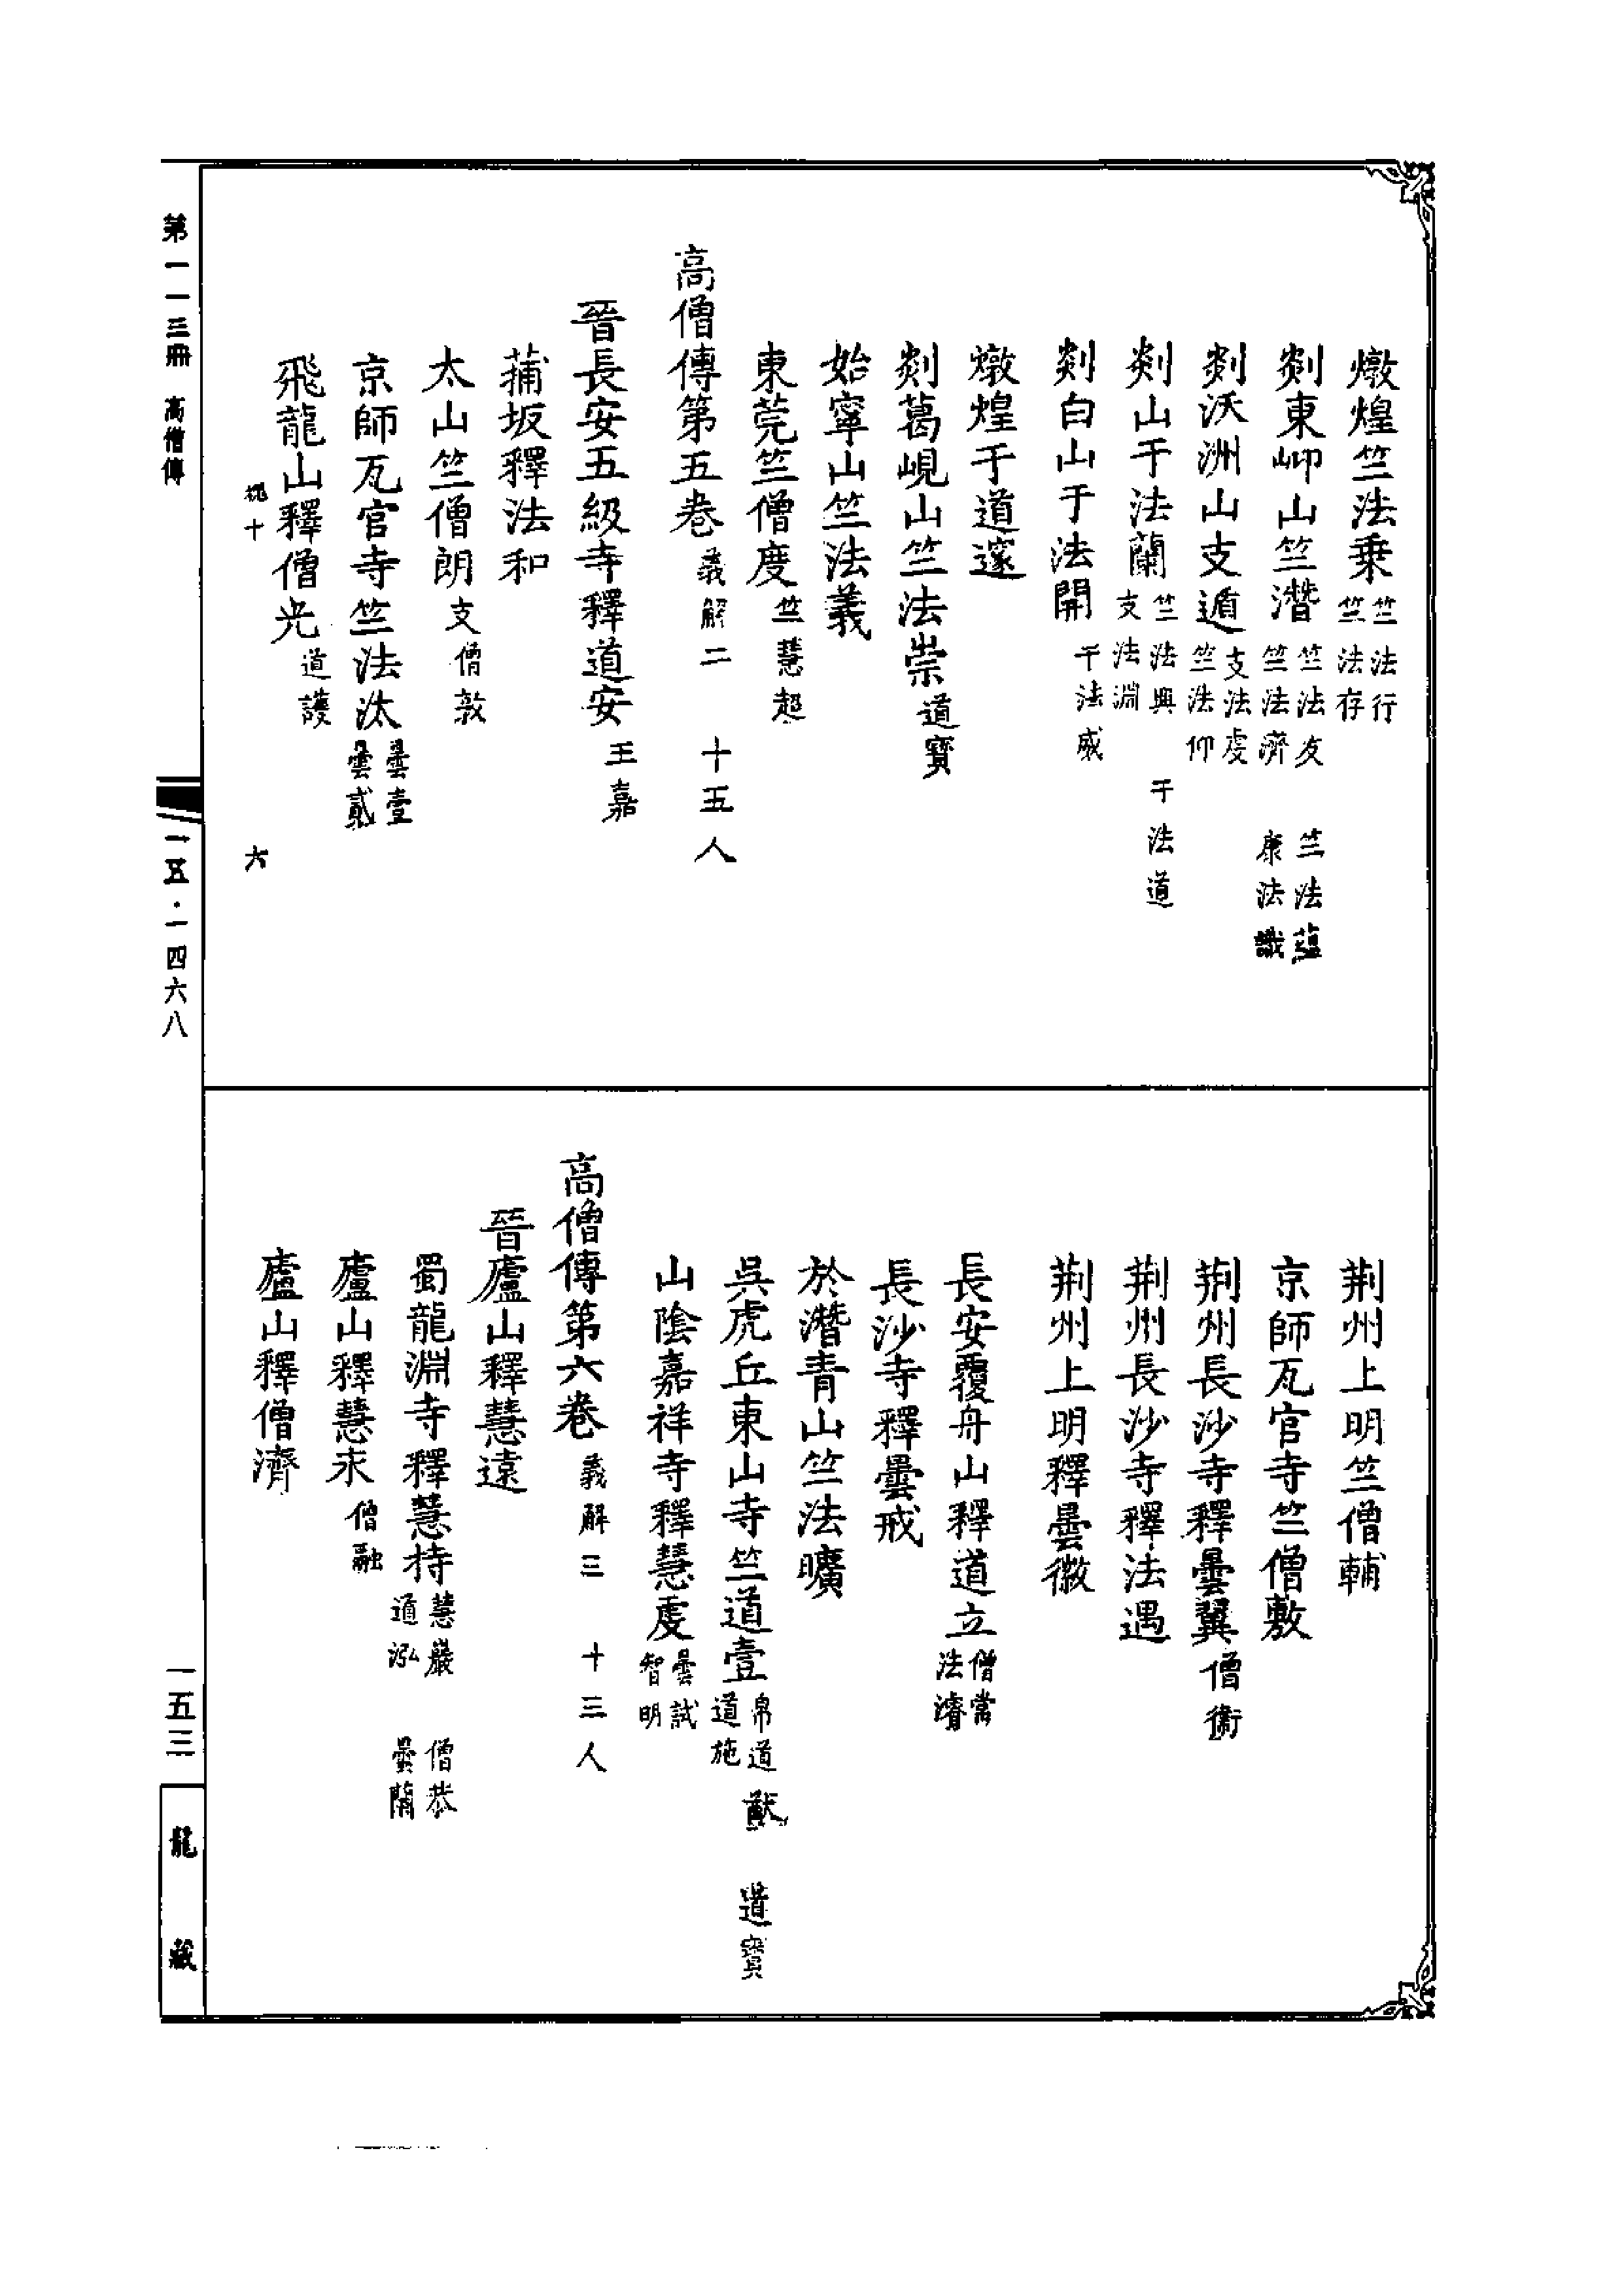 燉煌竺法乗 竺法行 竺法存
剡東岬山竺潛 竺法友 竺法濟 竺法蘊 康法識
剡沃洲山支遁 支法虔 竺法仰
剡山于法蘭 竺法興 支法淵 于法道
剡白山于法開 于法威
燉煌于道邃
剡葛峴山竺法崇 道寶
始寧山竺法義
東莞竺僧度 竺慧超
高僧傳第五卷 義解二 十五人
晉長安五級寺釋道安 王嘉
蒲坂釋法和
太山竺僧朗 支僧敦
京師瓦官寺竺法汰 曇壹 曇貳
飛龍山釋僧光 道護
十 六
荆州上明竺僧輔
京師瓦官寺竺僧敷
荆州長沙寺釋曇翼 僧衛
荆州長沙寺釋法遇
荆州上明釋曇徽
長安覆舟山釋道立 僧常 法濬
長沙寺釋曇戒
於潛青山竺法曠
吳虎丘東山寺竺道壹 帛道猷 道施 道寶
山陰嘉祥寺釋慧虔 曇試 智明
高僧傳第六卷 義解三 十三人
晉廬山釋慧遠
蜀龍淵寺釋慧持 慧巖 道泓 僧恭 曇蘭
廬山釋慧永 僧融
廬山釋僧濟
第一一三冊 高僧傳
一五·一四六八
一五三
龍藏